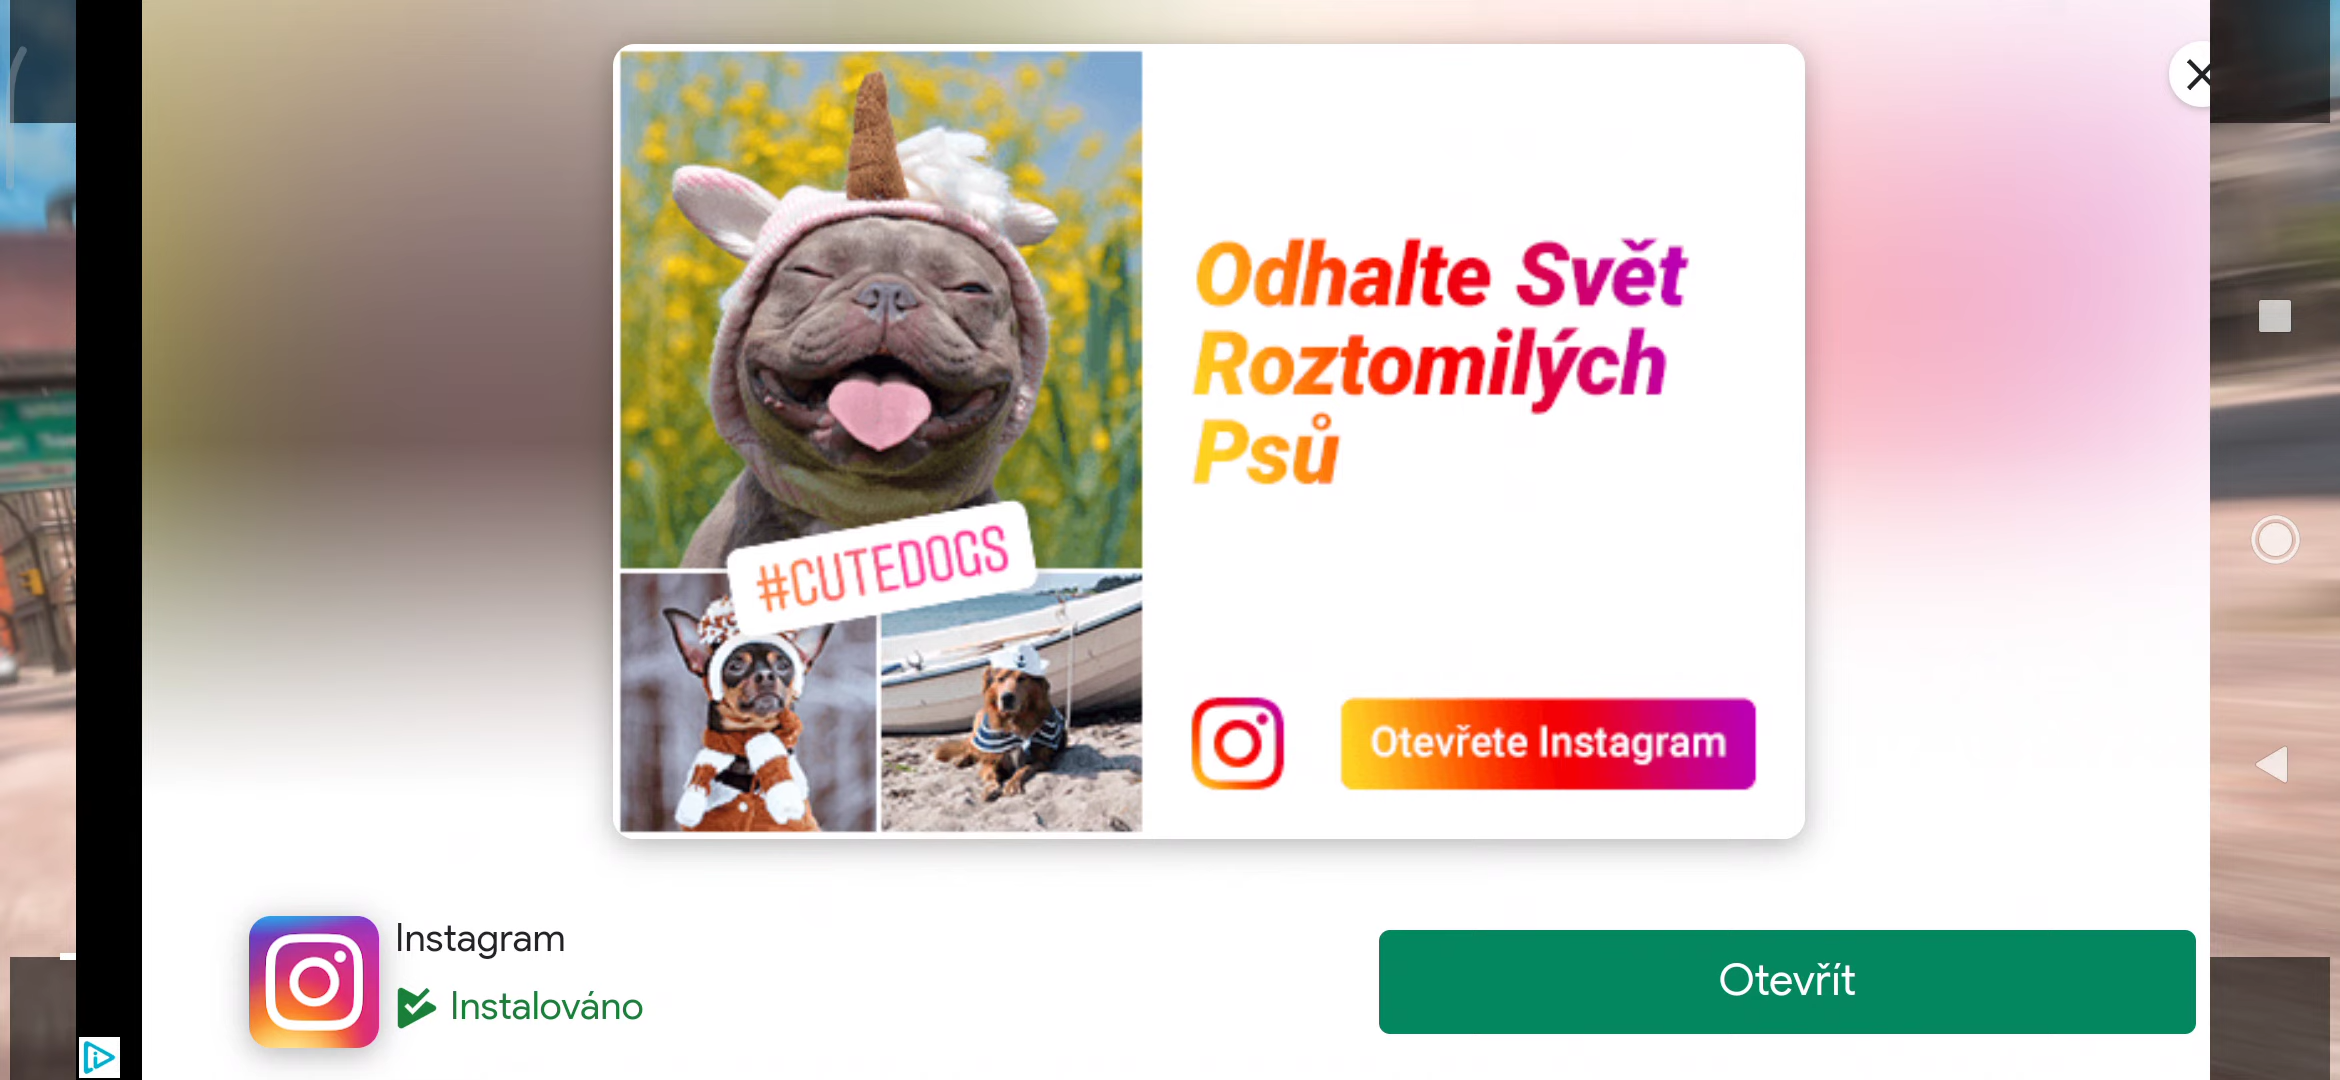 Odhalte Svět
Roztomilých
Psů
#CUTEDOGS
Otevřete Instagram
Instagram
Instalováno
Otevřít